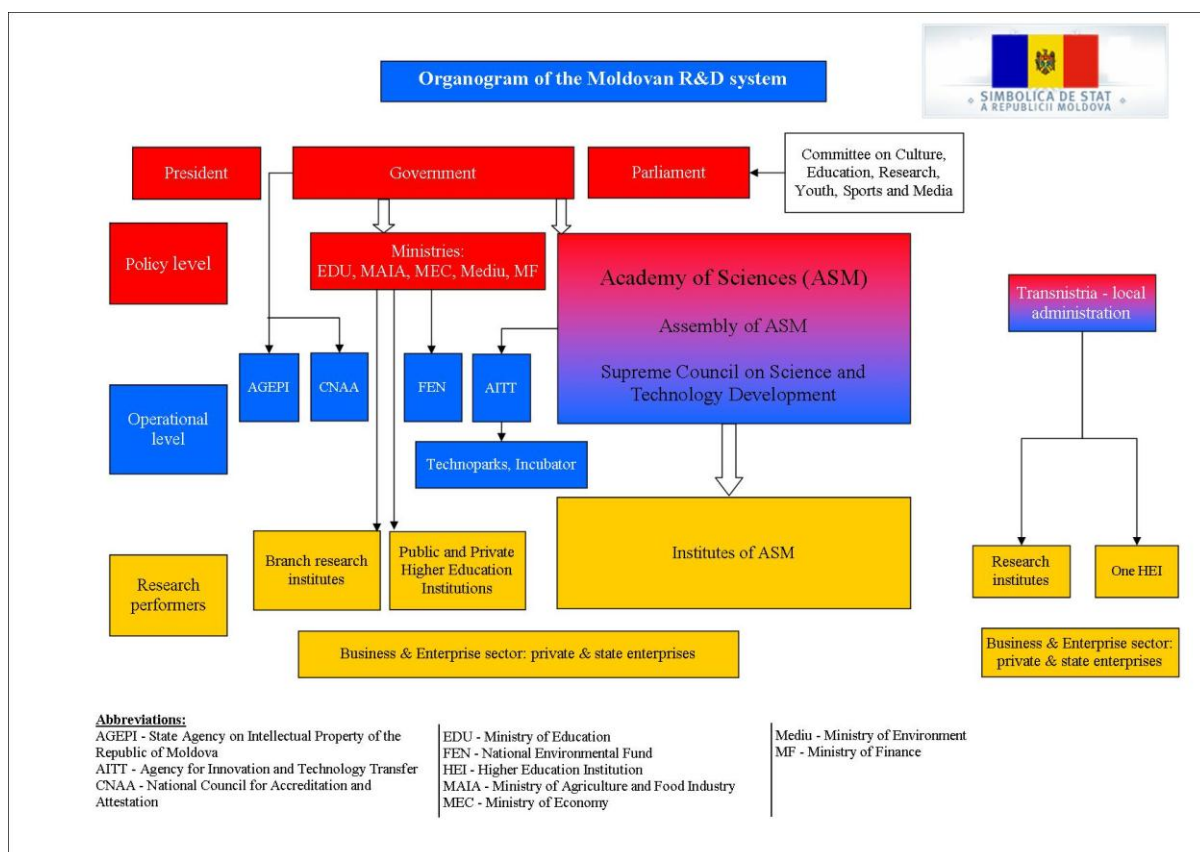 Organogram of the Moldovan R&D system
SIMBOLICA DE STAT
A REPUBLICII MOLDOVA
President
Government
Parliament
Committee on Culture,
Education, Research,
Youth, Sports and Media
Policy level
Ministries:
EDU, MAIA, MEC, Mediu, MF
Academy of Sciences (ASM)
Assembly of ASM
Supreme Council on Science and
Technology Development
Transnistria - local
administration
Operational
level
AGEPI
CNAA
FEN
AITT
Technoparks, Incubator
Research
performers
Branch research
institutes
Public and Private
Higher Education
Institutions
Institutes of ASM
Research
institutes
One HEI
Business & Enterprise sector: private & state enterprises
Business & Enterprise sector:
private & state enterprises
Abbreviations:
AGEPI - State Agency on Intellectual Property of the
Republic of Moldova
AITT - Agency for Innovation and Technology Transfer
CNAA - National Council for Accreditation and
Attestation
EDU - Ministry of Education
FEN - National Environmental Fund
HEI - Higher Education Institution
MAIA - Ministry of Agriculture and Food Industry
MEC - Ministry of Economy
Mediu - Ministry of Environment
MF - Ministry of Finance